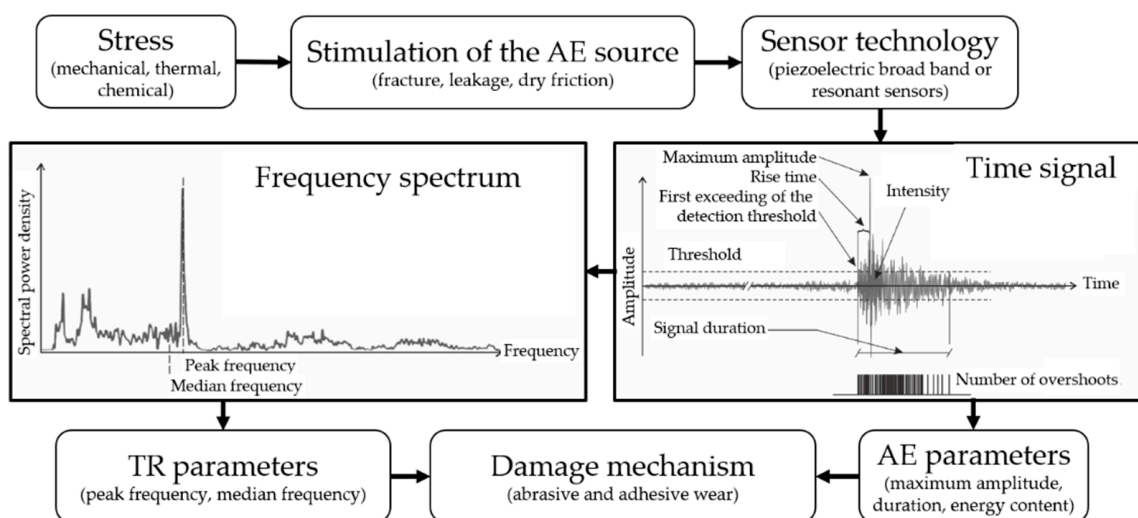 Stress
(mechanical, thermal,
chemical)
Stimulation of the AE source
(fracture, leakage, dry friction)
Sensor technology
(piezoelectric broad band or
resonant sensors)
Frequency spectrum
Spectral power density
Frequency
Peak frequency
Median frequency
Time signal
Maximum amplitude
Rise time
Intensity
First exceeding of the
detection threshold
Threshold
Amplitude
Time
Signal duration
Number of overshoots
TR parameters
(peak frequency, median frequency)
Damage mechanism
(abrasive and adhesive wear)
AE parameters
(maximum amplitude,
duration, energy content)